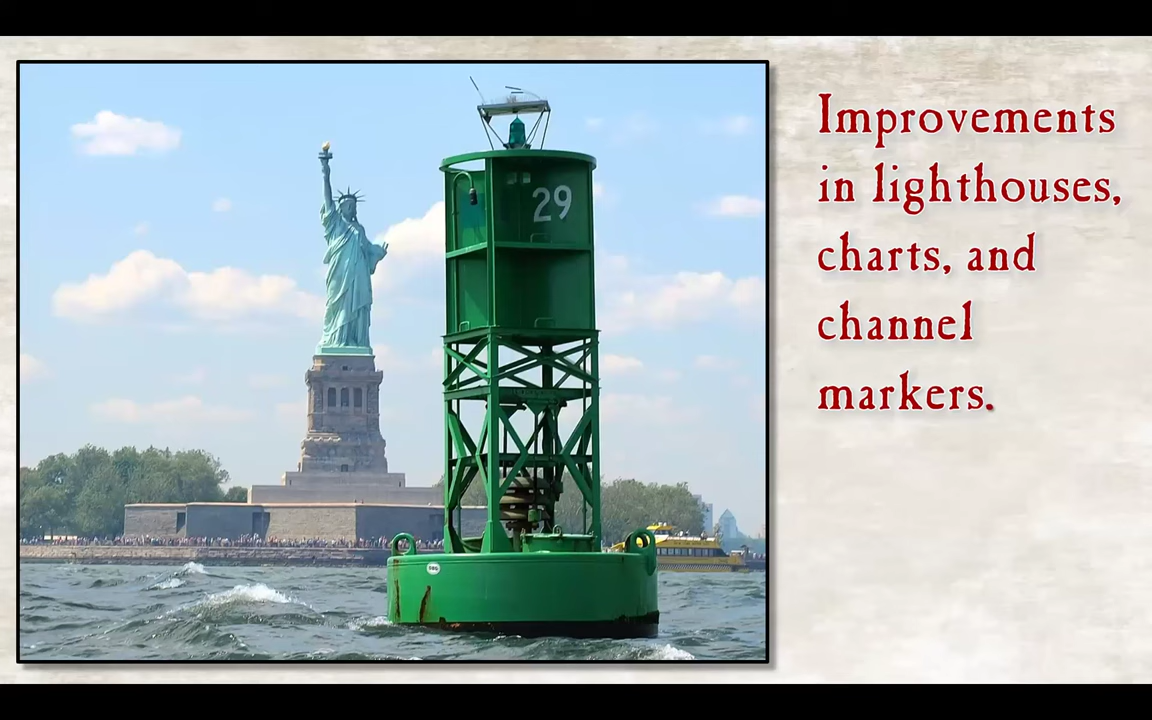 Improvements
in lighthouses,
charts, and
channel
markers.
29